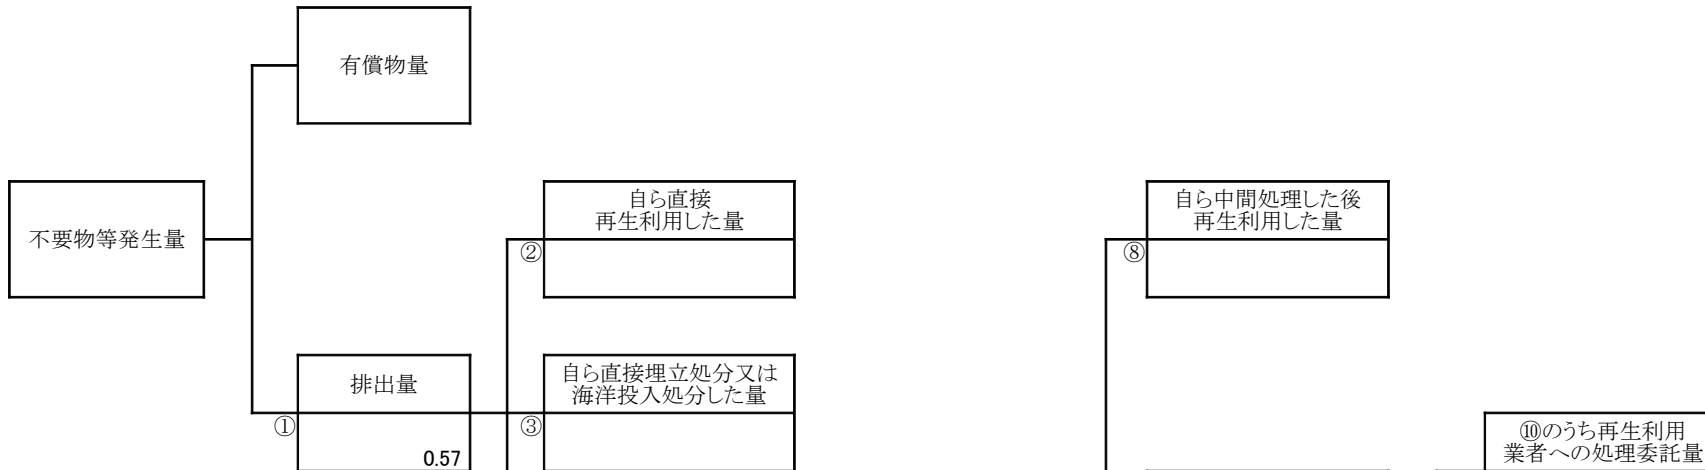 有償物量
不要物等発生量
自ら直接
再生利用した量
②
自ら中間処理した後
再生利用した量
⑧
排出量
①
0.57
自ら直接埋立処分又は
海洋投入処分した量
③
⑩のうち再生利用
業者への処理委託量